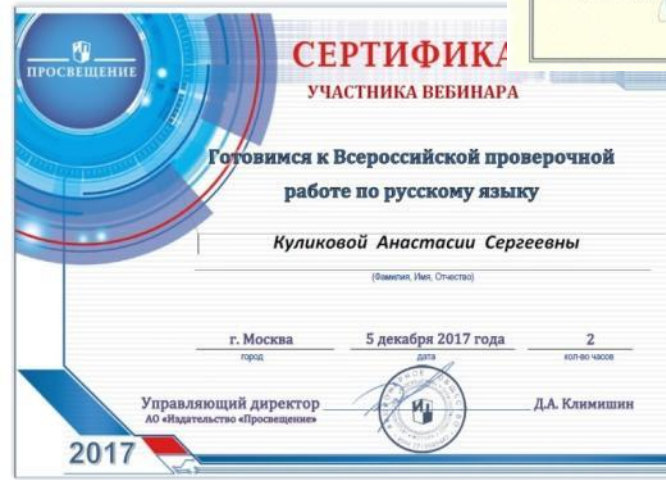 ПРОСВЕЩЕНИЕ
СЕРТИФИКА
УЧАСТНИКА ВЕБИНАРА
Готовимся к Всероссийской проверочной
работе по русскому языку
Куликовой Анастасии Сергеевны
(Фамилия, Имя, Отчество)
г. Москва 5 декабря 2017 года 2
город дата кол-во часов
Управляющий директор Д.А. Климишин
АО «Издательство «Просвещение»
2017